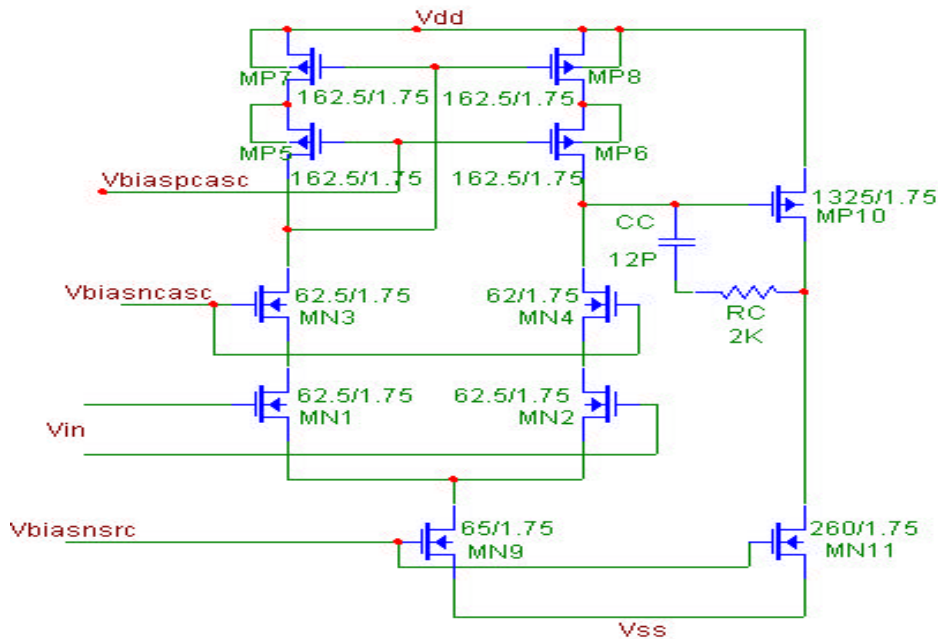 Vdd
MP7
MP8
162.5/1.75
162.5/1.75
MP5
MP6
Vbiaspcasc
162.5/1.75
162.5/1.75
1325/1.75
MP10
CC
12P
Vbiasncasc
62.5/1.75
MN3
62/1.75
MN4
RC
2K
62.5/1.75
MN1
62.5/1.75
MN2
Vin
Vbiasnsrc
65/1.75
MN9
260/1.75
MN11
Vss